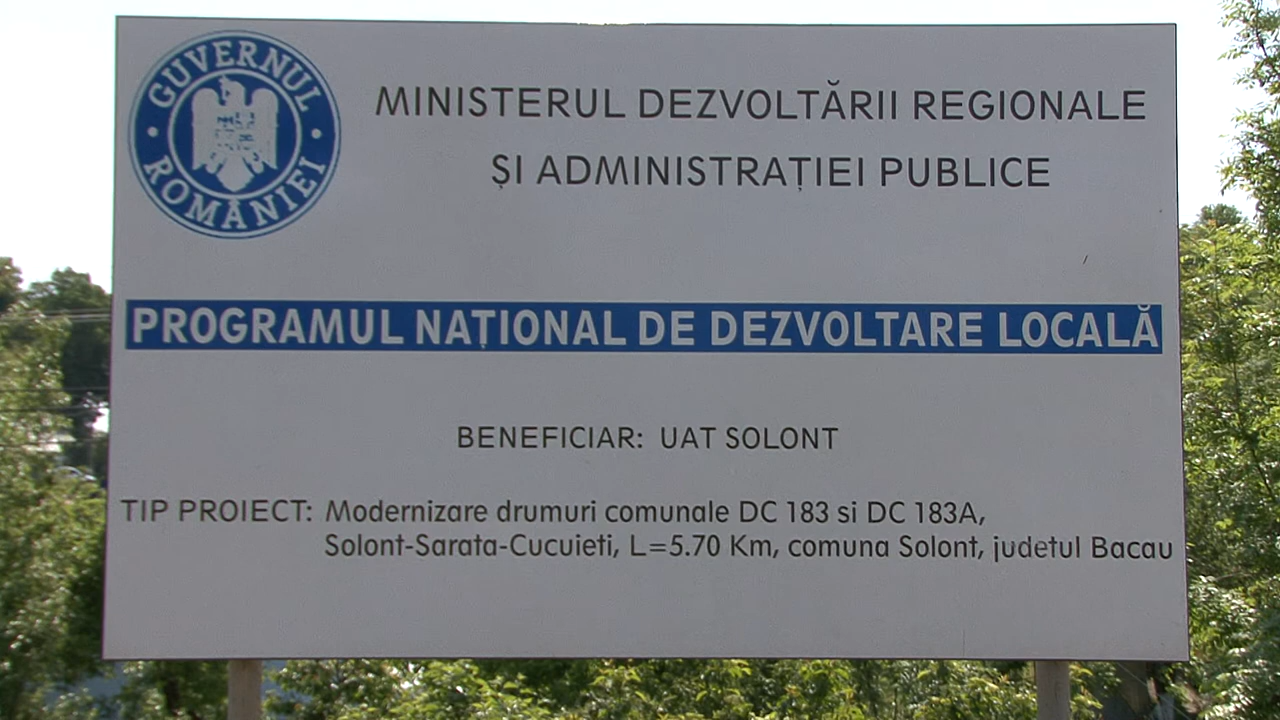 GUVERNUL ROMÂNIEI
MINISTERUL DEZVOLTĂRII REGIONALE
ȘI ADMINISTRAȚIEI PUBLICE
PROGRAMUL NAȚIONAL DE DEZVOLTARE LOCALĂ
BENEFICIAR: UAT SOLONT
TIP PROIECT: Modernizare drumuri comunale DC 183 si DC 183A,
Solont-Sarata-Cucuieti, L=5.70 Km, comuna Solont, judetul Bacau